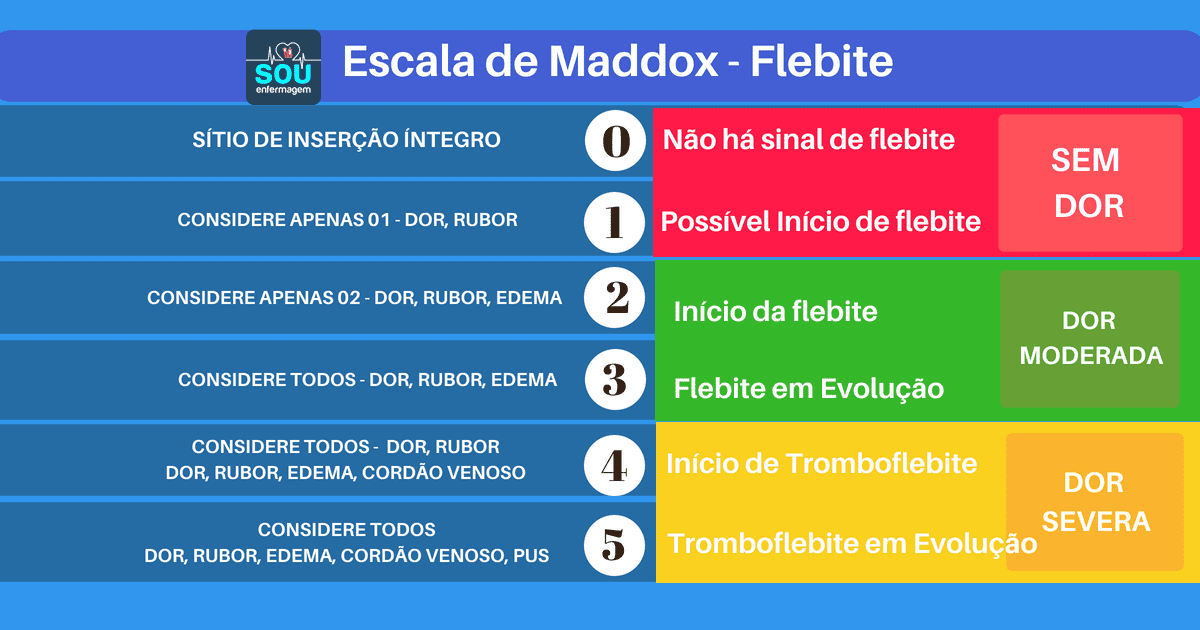 SOU
enfermagem
Escala de Maddox - Flebite
SÍTIO DE INSERÇÃO ÍNTEGRO
0
Não há sinal de flebite
SEM
DOR
CONSIDERE APENAS 01 - DOR, RUBOR
1
Possível Início de flebite
CONSIDERE APENAS 02 - DOR, RUBOR, EDEMA
2
Início da flebite
DOR
MODERADA
CONSIDERE TODOS - DOR, RUBOR, EDEMA
3
Flebite em Evolução
CONSIDERE TODOS - DOR, RUBOR
DOR, RUBOR, EDEMA, CORDÃO VENOSO
4
Início de Tromboflebite
DOR
SEVERA
CONSIDERE TODOS
DOR, RUBOR, EDEMA, CORDÃO VENOSO, PUS
5
Tromboflebite em Evolução